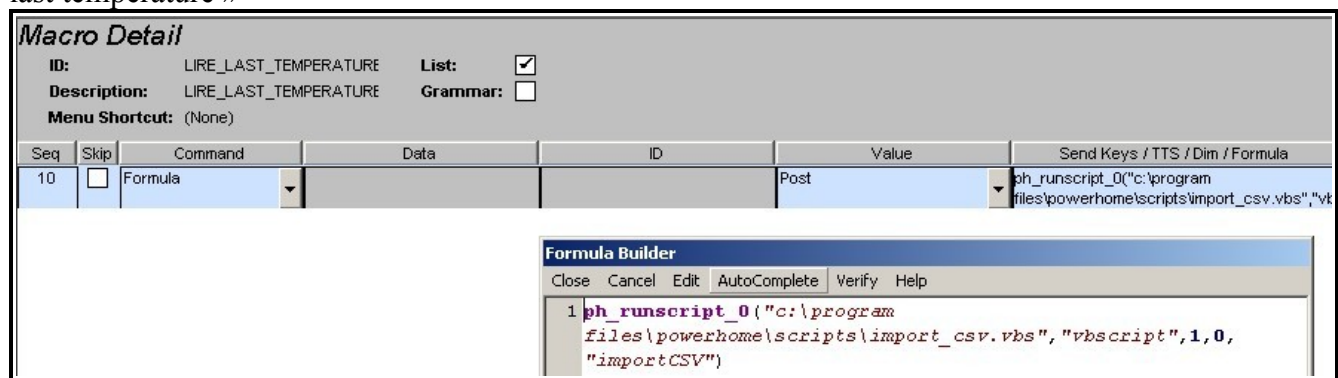 last temperature »
Macro Detail
ID: LIRE_LAST_TEMPERATURE List:
Description: LIRE_LAST_TEMPERATURE Grammar:
Menu Shortcut: (None)
Seq Skip Command Data ID Value Send Keys / TTS / Dim / Formula
10 Formula Post ph_runscript_0("c:\program
files\powerhome\scripts\import_csv.vbs","vb
Formula Builder
Close Cancel Edit AutoComplete Verify Help
1 ph_runscript_0("c:\program
files\powerhome\scripts\import_csv.vbs","vbscript",1,0,
"importCSV")